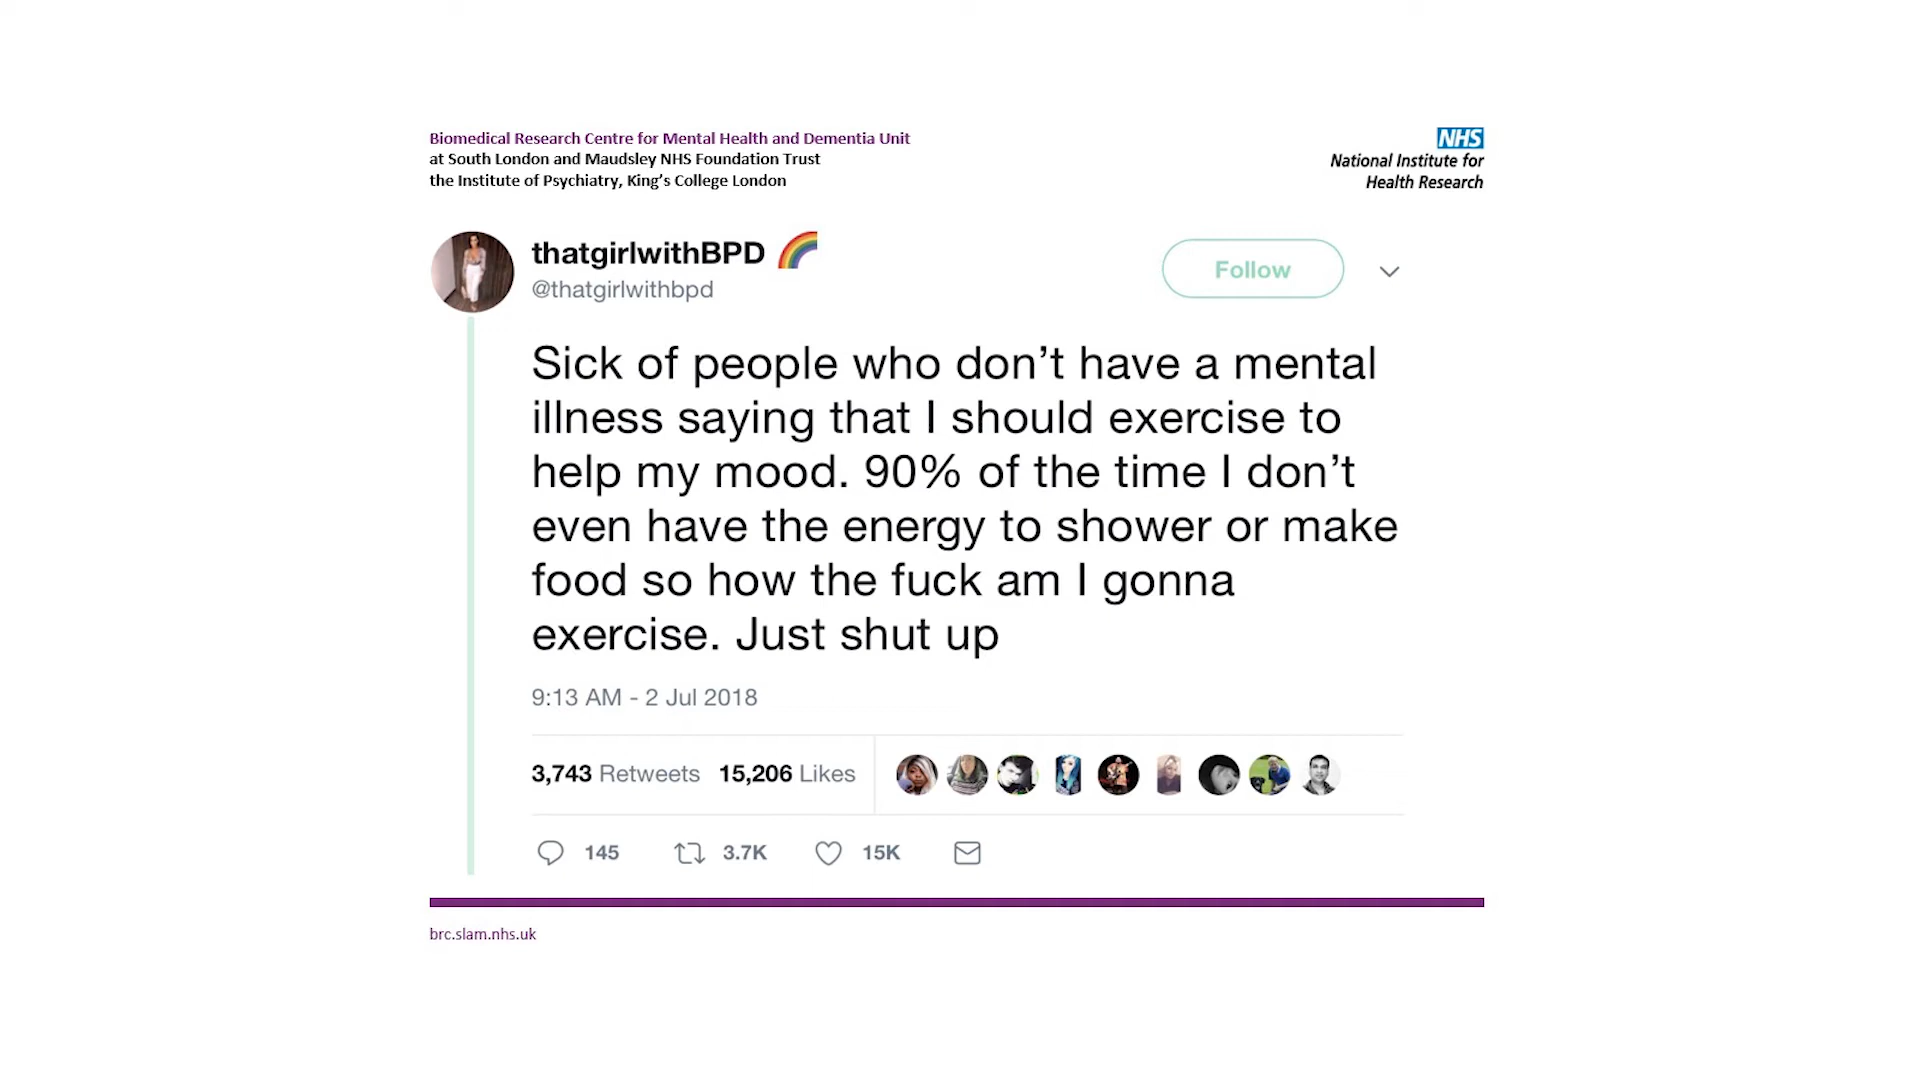 Biomedical Research Centre for Mental Health and Dementia Unit
at South London and Maudsley NHS Foundation Trust
the Institute of Psychiatry, King's College London
NHS
National Institute for
Health Research
thatgirlwithBPD 🌈
@thatgirlwithbpd
Follow
Sick of people who don't have a mental
illness saying that I should exercise to
help my mood. 90% of the time I don't
even have the energy to shower or make
food so how the fuck am I gonna
exercise. Just shut up
9:13 AM - 2 Jul 2018
3,743 Retweets 15,206 Likes
145 3.7K 15K
brc.slam.nhs.uk